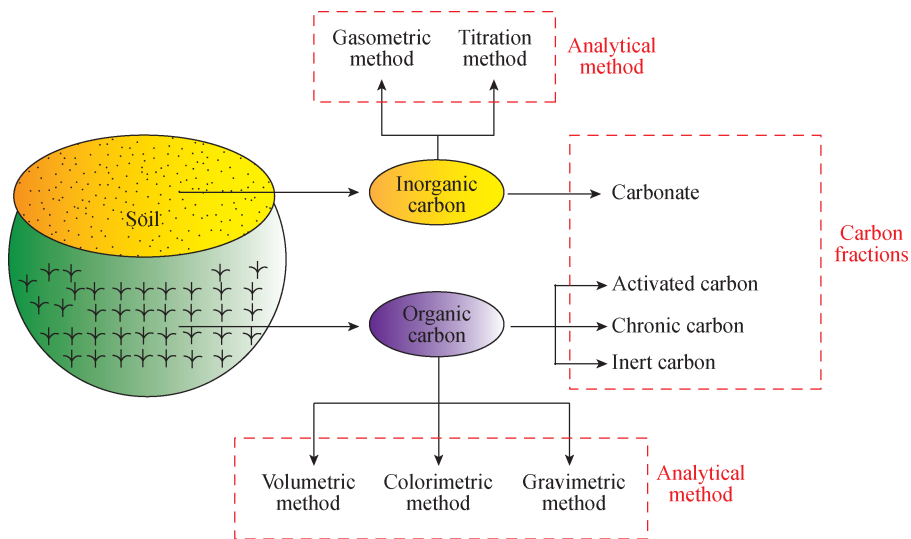 Gasometric
method
Titration
method
Analytical
method
Soil
Inorganic
carbon
Carbonate
Carbon
fractions
Organic
carbon
Activated carbon
Chronic carbon
Inert carbon
Volumetric
method
Colorimetric
method
Gravimetric
method
Analytical
method